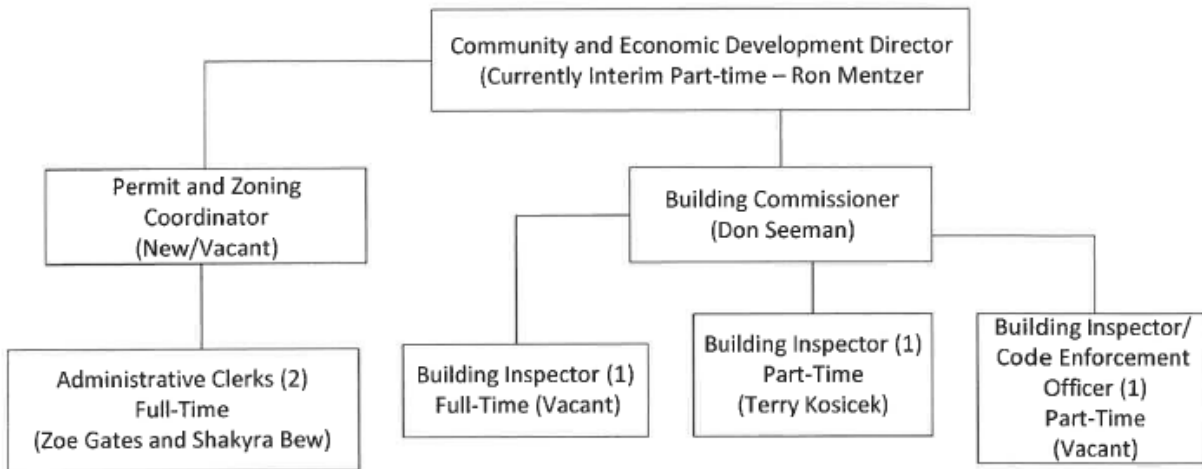 Community and Economic Development Director
(Currently Interim Part-time – Ron Mentzer
Permit and Zoning
Coordinator
(New/Vacant)
Building Commissioner
(Don Seeman)
Administrative Clerks (2)
Full-Time
(Zoe Gates and Shakyra Bew)
Building Inspector (1)
Full-Time (Vacant)
Building Inspector (1)
Part-Time
(Terry Kosicek)
Building Inspector/
Code Enforcement
Officer (1)
Part-Time
(Vacant)